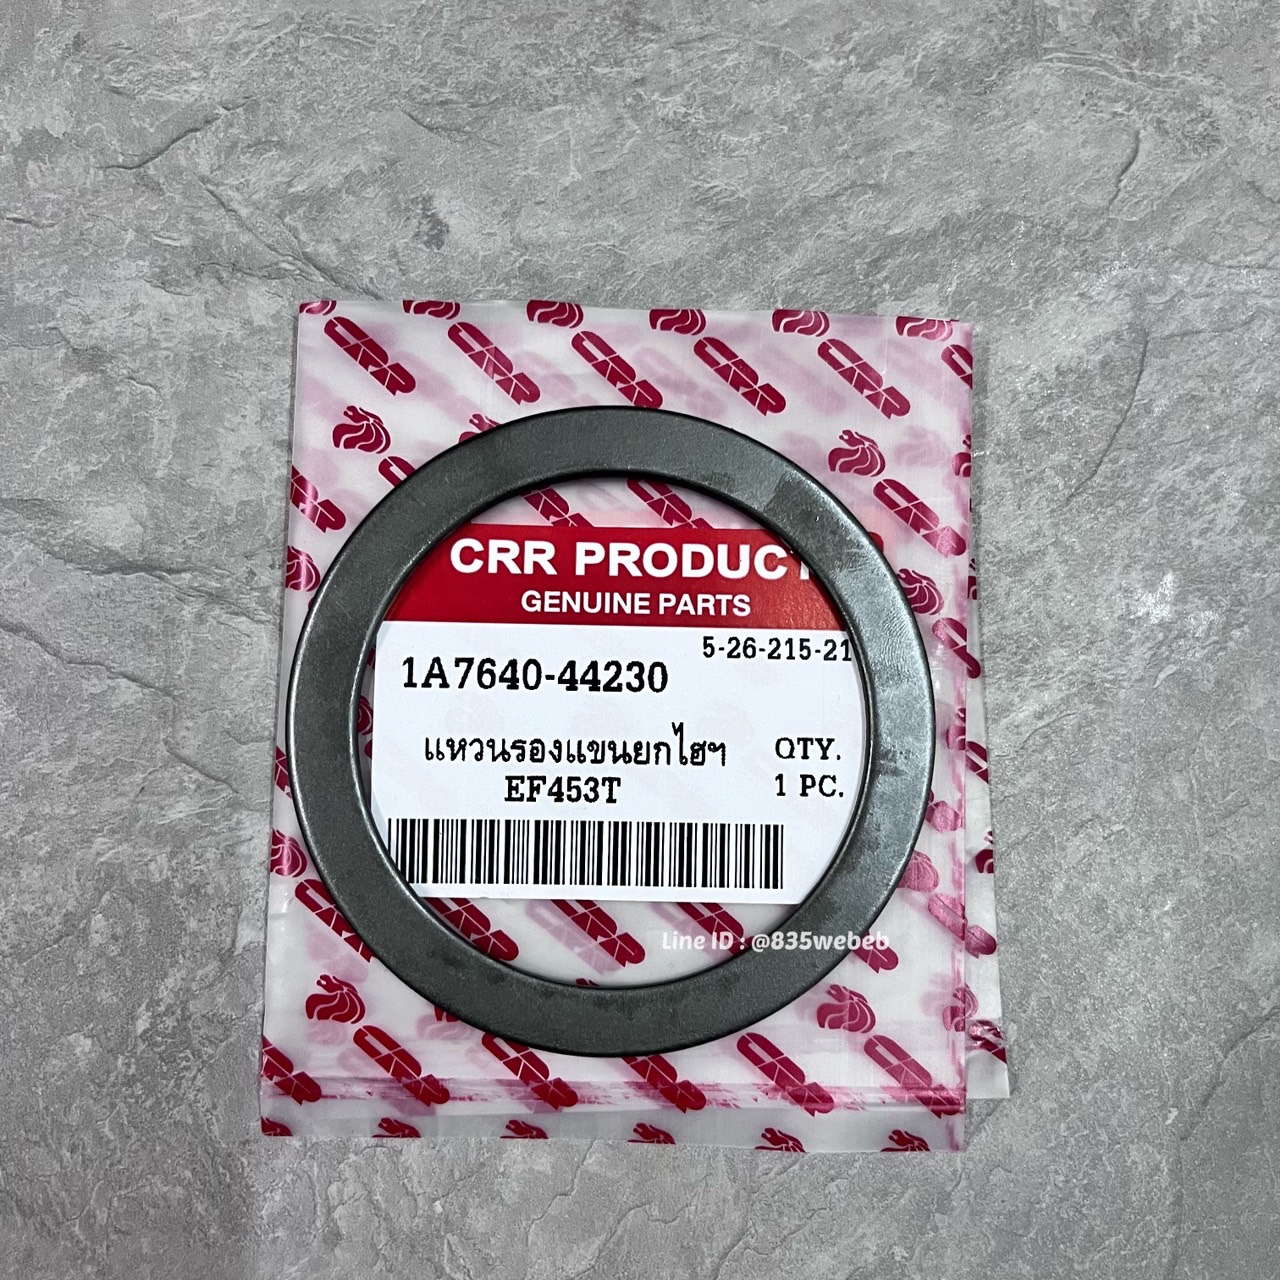 CRR PRODUCT
GENUINE PARTS
5-26-215-21
1A7640-44230
แหวนรองแขนยกไฮฯ
QTY.
EF453T
1 PC.
Line ID : @835webeb
CRR